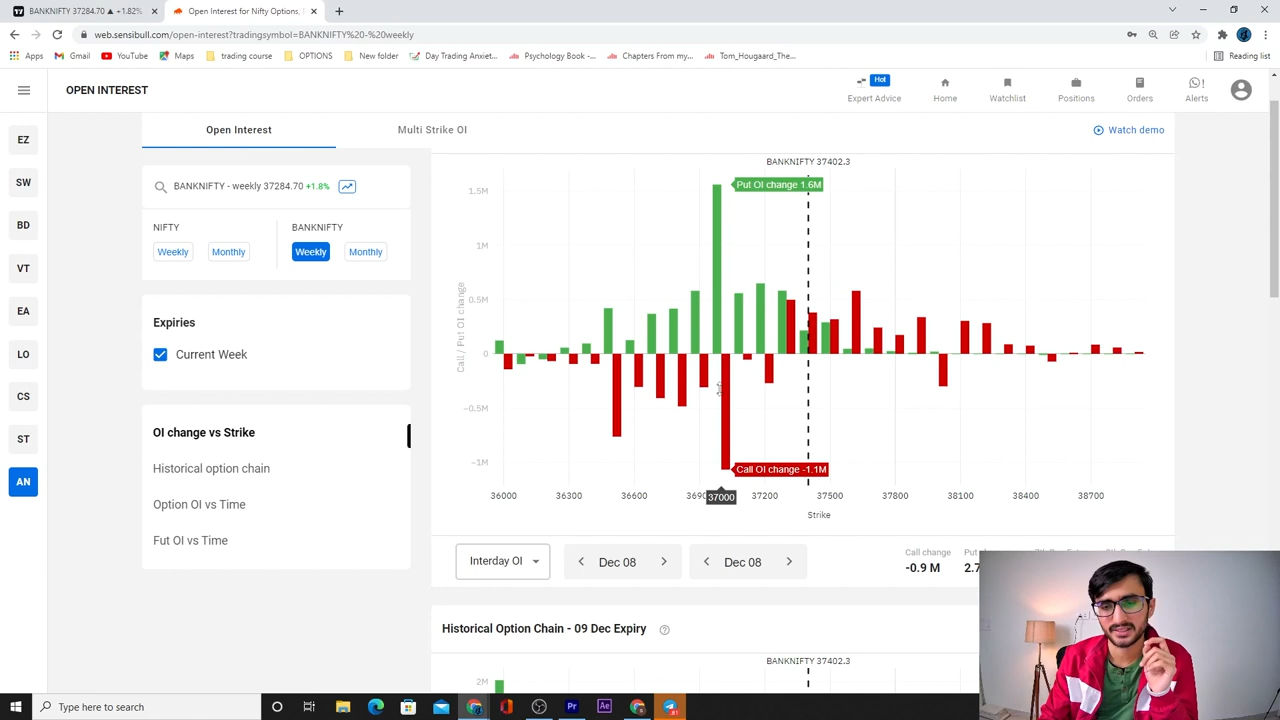 BANKNIFTY 37284.70 ▲ +1.82%
Open Interest for Nifty Options,
web.sensibull.com/open-interest?tradingsymbol=BANKNIFTY%20-%20weekly
Apps
Gmail
YouTube
Maps
trading course
OPTIONS
New folder
Day Trading Anxiet...
Psychology Book -...
Chapters From my...
Tom_Hougaard_The...
Reading list
OPEN INTEREST
Hot
Expert Advice
Home
Watchlist
Positions
Orders
Alerts
EZ
SW
BD
VT
EA
LO
CS
ST
AN
Open Interest
Multi Strike OI
Watch demo
BANKNIFTY - weekly 37284.70 +1.8%
NIFTY
BANKNIFTY
Weekly
Monthly
Weekly
Monthly
Expiries
Current Week
OI change vs Strike
Historical option chain
Option OI vs Time
Fut OI vs Time
BANKNIFTY 37402.3
Put OI change 1.6M
Call / Put OI change
1.5M
1M
0.5M
0
−0.5M
−1M
Call OI change -1.1M
36000
36300
36600
37000
37200
37500
37800
38100
38400
38700
Strike
Interday OI
Dec 08
Dec 08
Call change
-0.9 M
Historical Option Chain - 09 Dec Expiry
BANKNIFTY 37402.3
2M
Type here to search